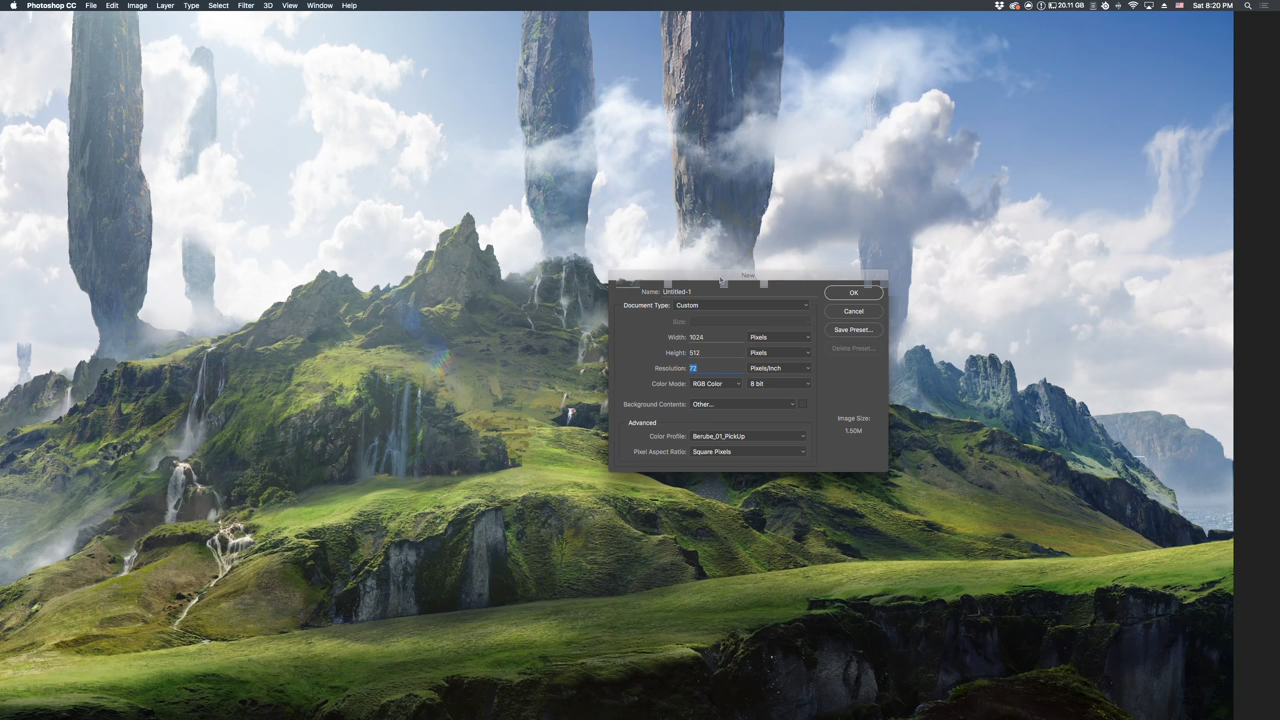 Photoshop CC File Edit Image Layer Type Select Filter 3D View Window Help 20.11 GB Sat 8:20 PM
New
Name: Untitled-1 OK
Document Type: Custom
Cancel
Size:
Width: 1024 Pixels Save Preset...
Height: 512 Pixels Delete Preset...
Resolution: 72 Pixels/Inch
Color Mode: RGB Color 8 bit
Background Contents: Other...
Image Size:
Advanced 1.50M
Color Profile: Berube_01_PickUp
Pixel Aspect Ratio: Square Pixels